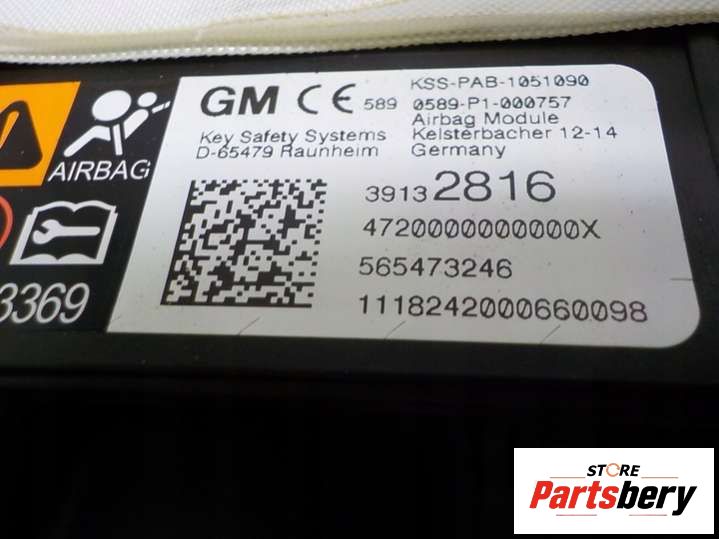 KSS-PAB-1051090
GM CE 589 0589-P1-000757
Airbag Module
Key Safety Systems Kelsterbacher 12-14
D-65479 Raunheim Germany
AIRBAG
39132816
4720000000000X
565473246
3369
1118242000660098
STORE
Partsbery